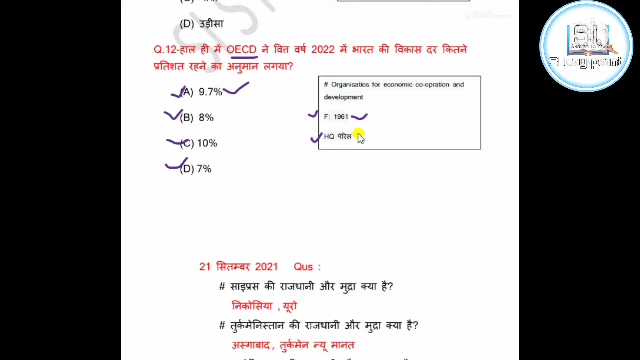 (D) उड़ीसा
Q.12-हाल ही में OECD ने वित्त वर्ष 2022 में भारत की विकास दर कितने
प्रतिशत रहने का अनुमान लगया?
(A) 9.7%
(B) 8%
(C) 10%
(D) 7%
# Organisatios for economic co-opration and
development
F: 1961
HQ पेरिस
21 सितम्बर 2021 Qus :
# साइप्रस की राजधानी और मुद्रा क्या है?
निकोसिया , यूरो
# तुर्कमेनिस्तान की राजधानी और मुद्रा क्या है?
अस्गाबाद, तुर्कमेन न्यू मानत